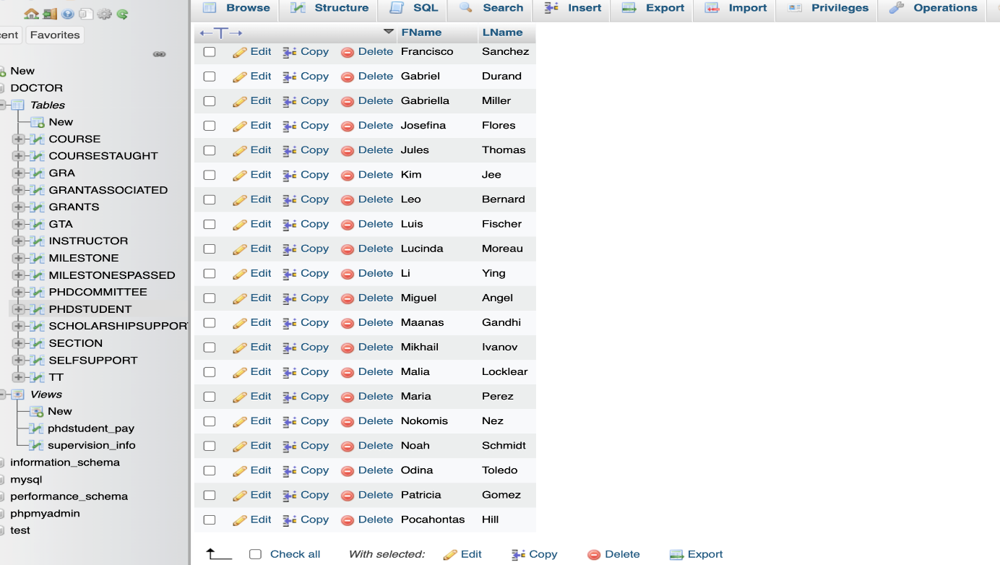 Browse Structure SQL Search Insert Export Import Privileges Operations
cent Favorites
New
DOCTOR
Tables
New
COURSE
COURSESTAUGHT
GRA
GRANTASSOCIATED
GRANTS
GTA
INSTRUCTOR
MILESTONE
MILESTONESPASSED
PHDCOMMITTEE
PHDSTUDENT
SCHOLARSHIPSUPPORT
SECTION
SELFSUPPORT
TT
Views
New
phdstudent_pay
supervision_info
information_schema
mysql
performance_schema
phpmyadmin
test
FName LName
Edit Copy Delete Francisco Sanchez
Edit Copy Delete Gabriel Durand
Edit Copy Delete Gabriella Miller
Edit Copy Delete Josefina Flores
Edit Copy Delete Jules Thomas
Edit Copy Delete Kim Jee
Edit Copy Delete Leo Bernard
Edit Copy Delete Luis Fischer
Edit Copy Delete Lucinda Moreau
Edit Copy Delete Li Ying
Edit Copy Delete Miguel Angel
Edit Copy Delete Maanas Gandhi
Edit Copy Delete Mikhail Ivanov
Edit Copy Delete Malia Locklear
Edit Copy Delete Maria Perez
Edit Copy Delete Nokomis Nez
Edit Copy Delete Noah Schmidt
Edit Copy Delete Odina Toledo
Edit Copy Delete Patricia Gomez
Edit Copy Delete Pocahontas Hill
Check all With selected: Edit Copy Delete Export